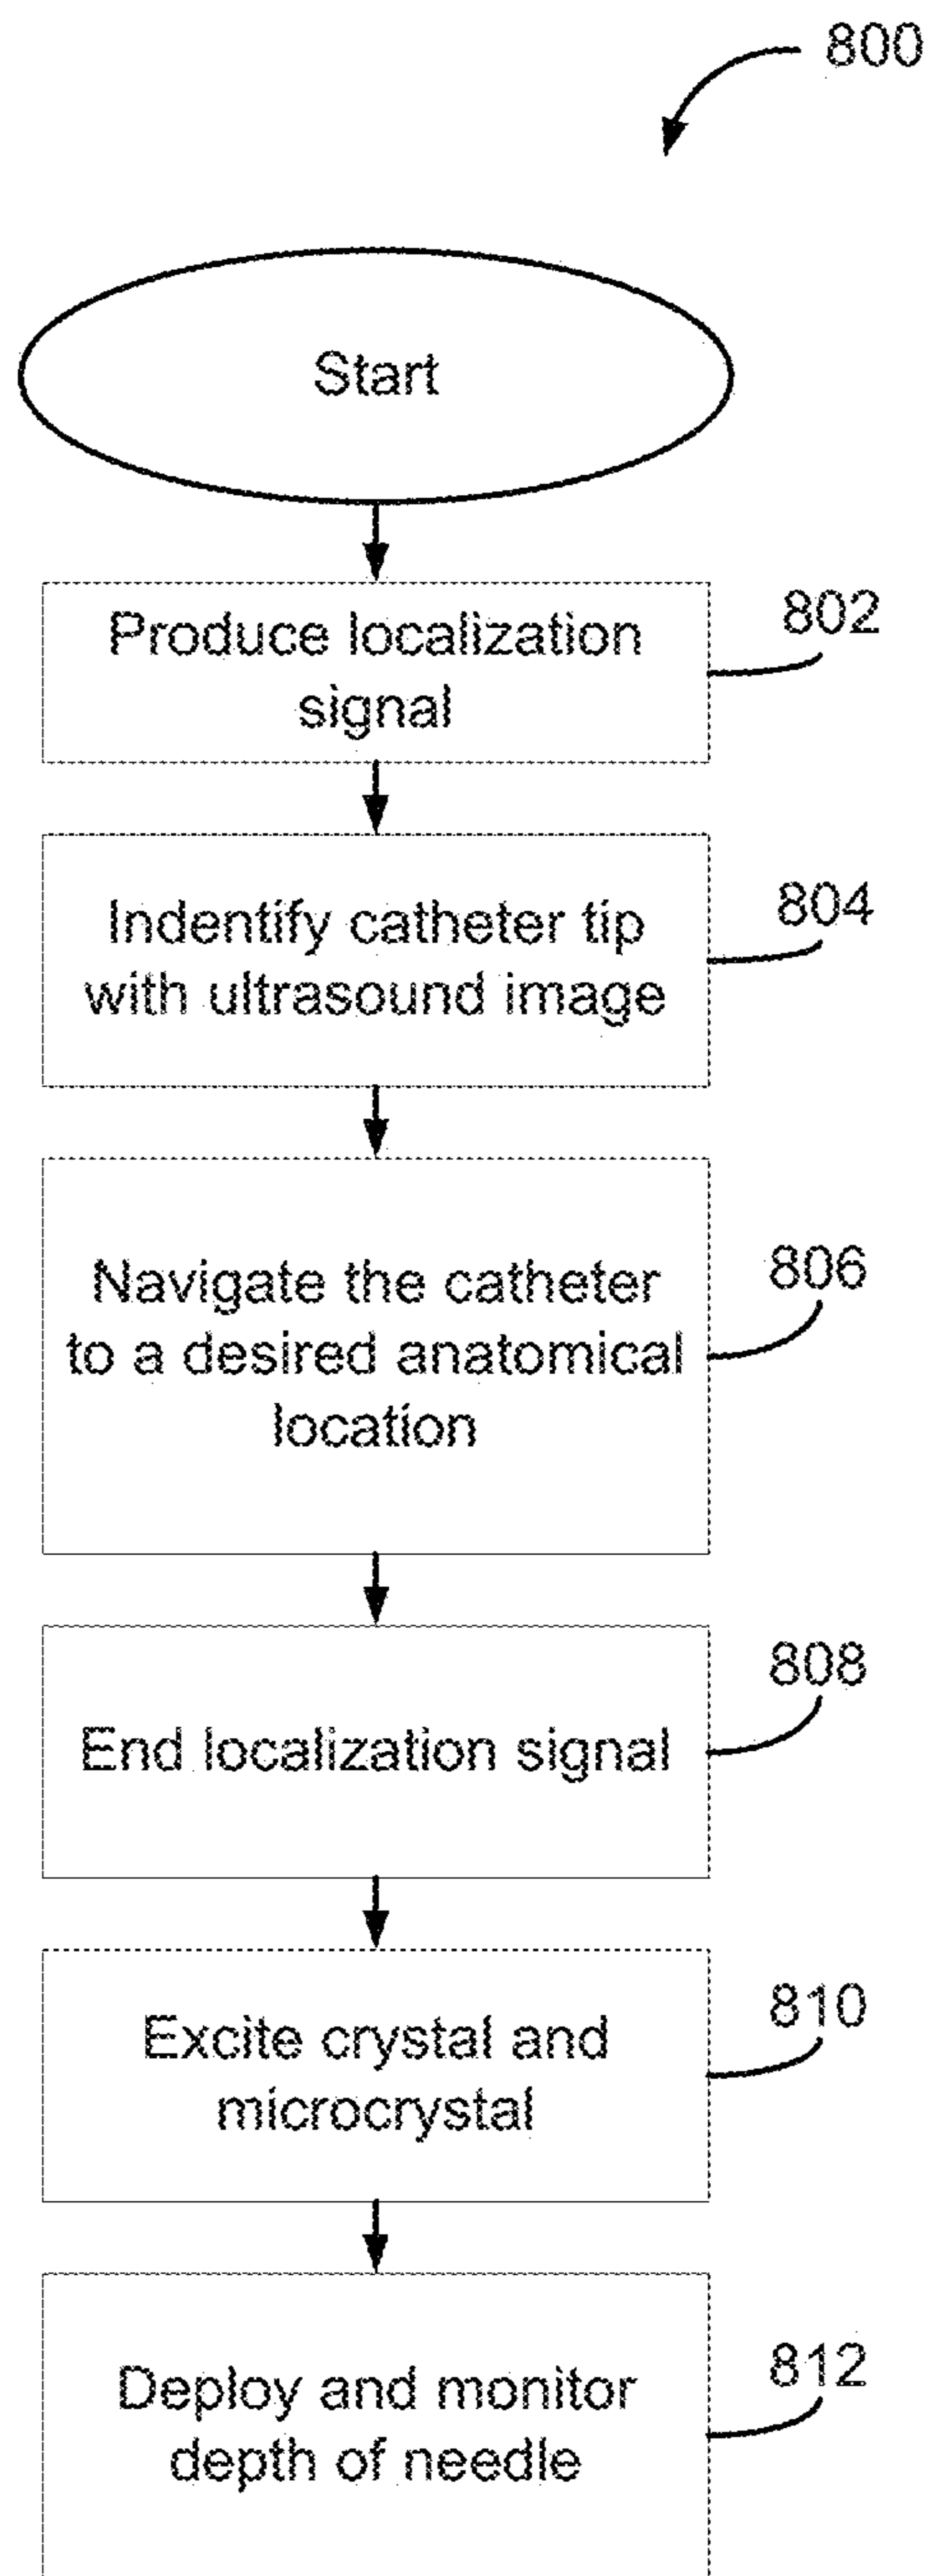 800
Start
Produce localization
signal
802
Indentify catheter tip
with ultrasound image
804
Navigate the catheter
to a desired anatomical
location
806
End localization signal
808
Excite crystal and
microcrystal
810
Deploy and monitor
depth of needle
812